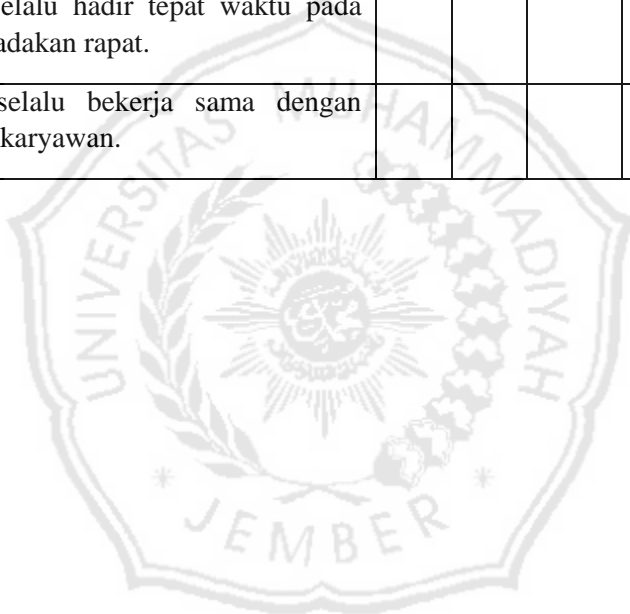 elalu hadir tepat waktu pada
adakan rapat.
selalu bekerja sama dengan
karyawan.
UNIVERSITAS MUHAMMADIYAH
JEMBER